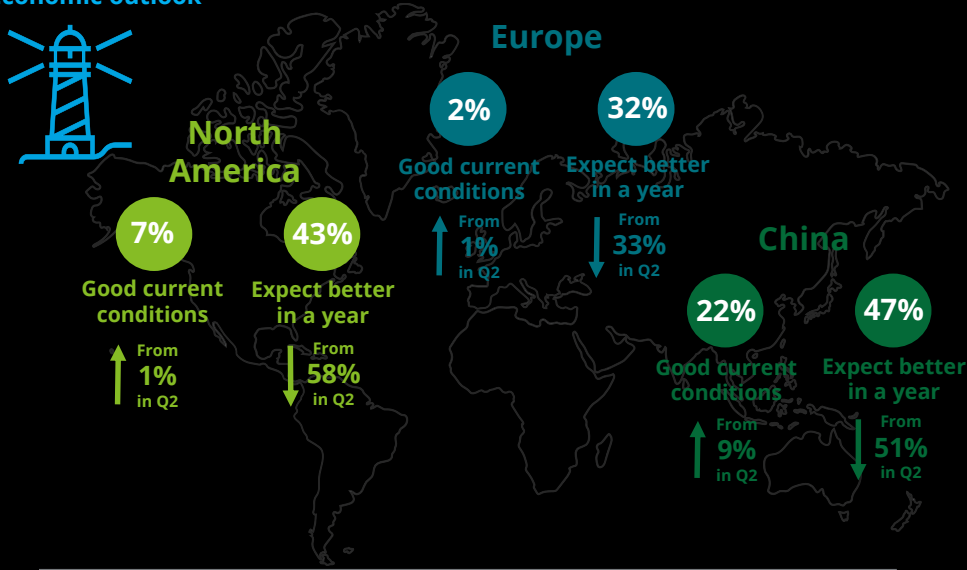 economic outlook
Europe
2%
32%
Good current
conditions
Expect better
in a year
From
1%
in Q2
From
33%
in Q2
North
America
7%
43%
Good current
conditions
Expect better
in a year
From
1%
in Q2
From
58%
in Q2
China
22%
47%
Good current
conditions
Expect better
in a year
From
9%
in Q2
From
51%
in Q2